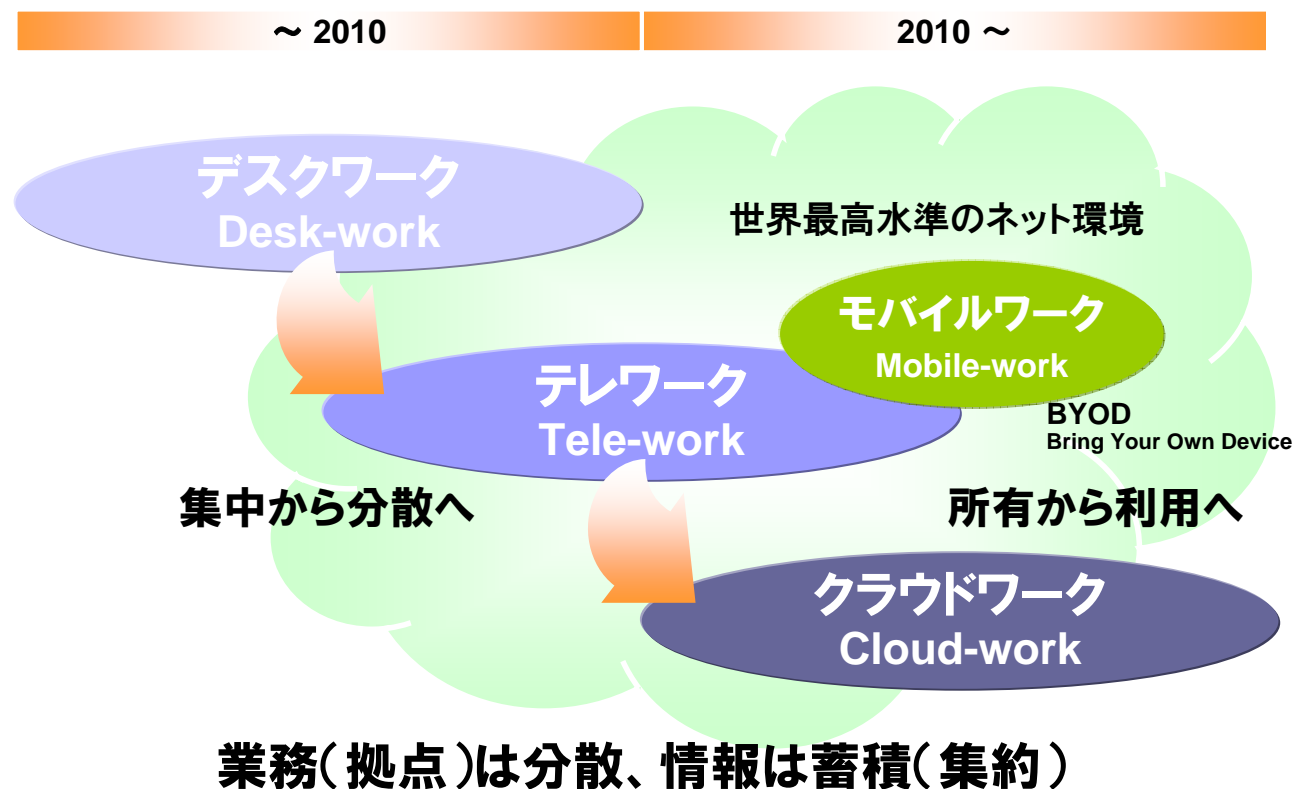 ～ 2010
2010 ～
デスクワーク
Desk-work
世界最高水準のネット環境
モバイルワーク
Mobile-work
テレワーク
Tele-work
BYOD
Bring Your Own Device
集中から分散へ
所有から利用へ
クラウドワーク
Cloud-work
業務（拠点）は分散、情報は蓄積（集約）